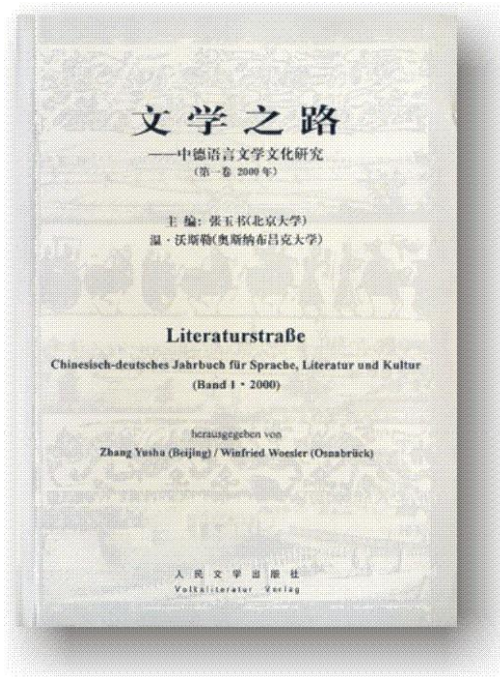 文学之路
——中德语言文学文化研究
(第一卷 2000年)
主 编: 张玉书(北京大学)
温·沃斯勒(奥斯纳布吕克大学)
Literaturstraße
Chinesisch-deutsches Jahrbuch für Sprache, Literatur und Kultur
(Band 1 · 2000)
herausgegeben von
Zhang Yushu (Beijing) / Winfried Woesler (Osnabrück)
人民文学出版社
Volksliteratur Verlag